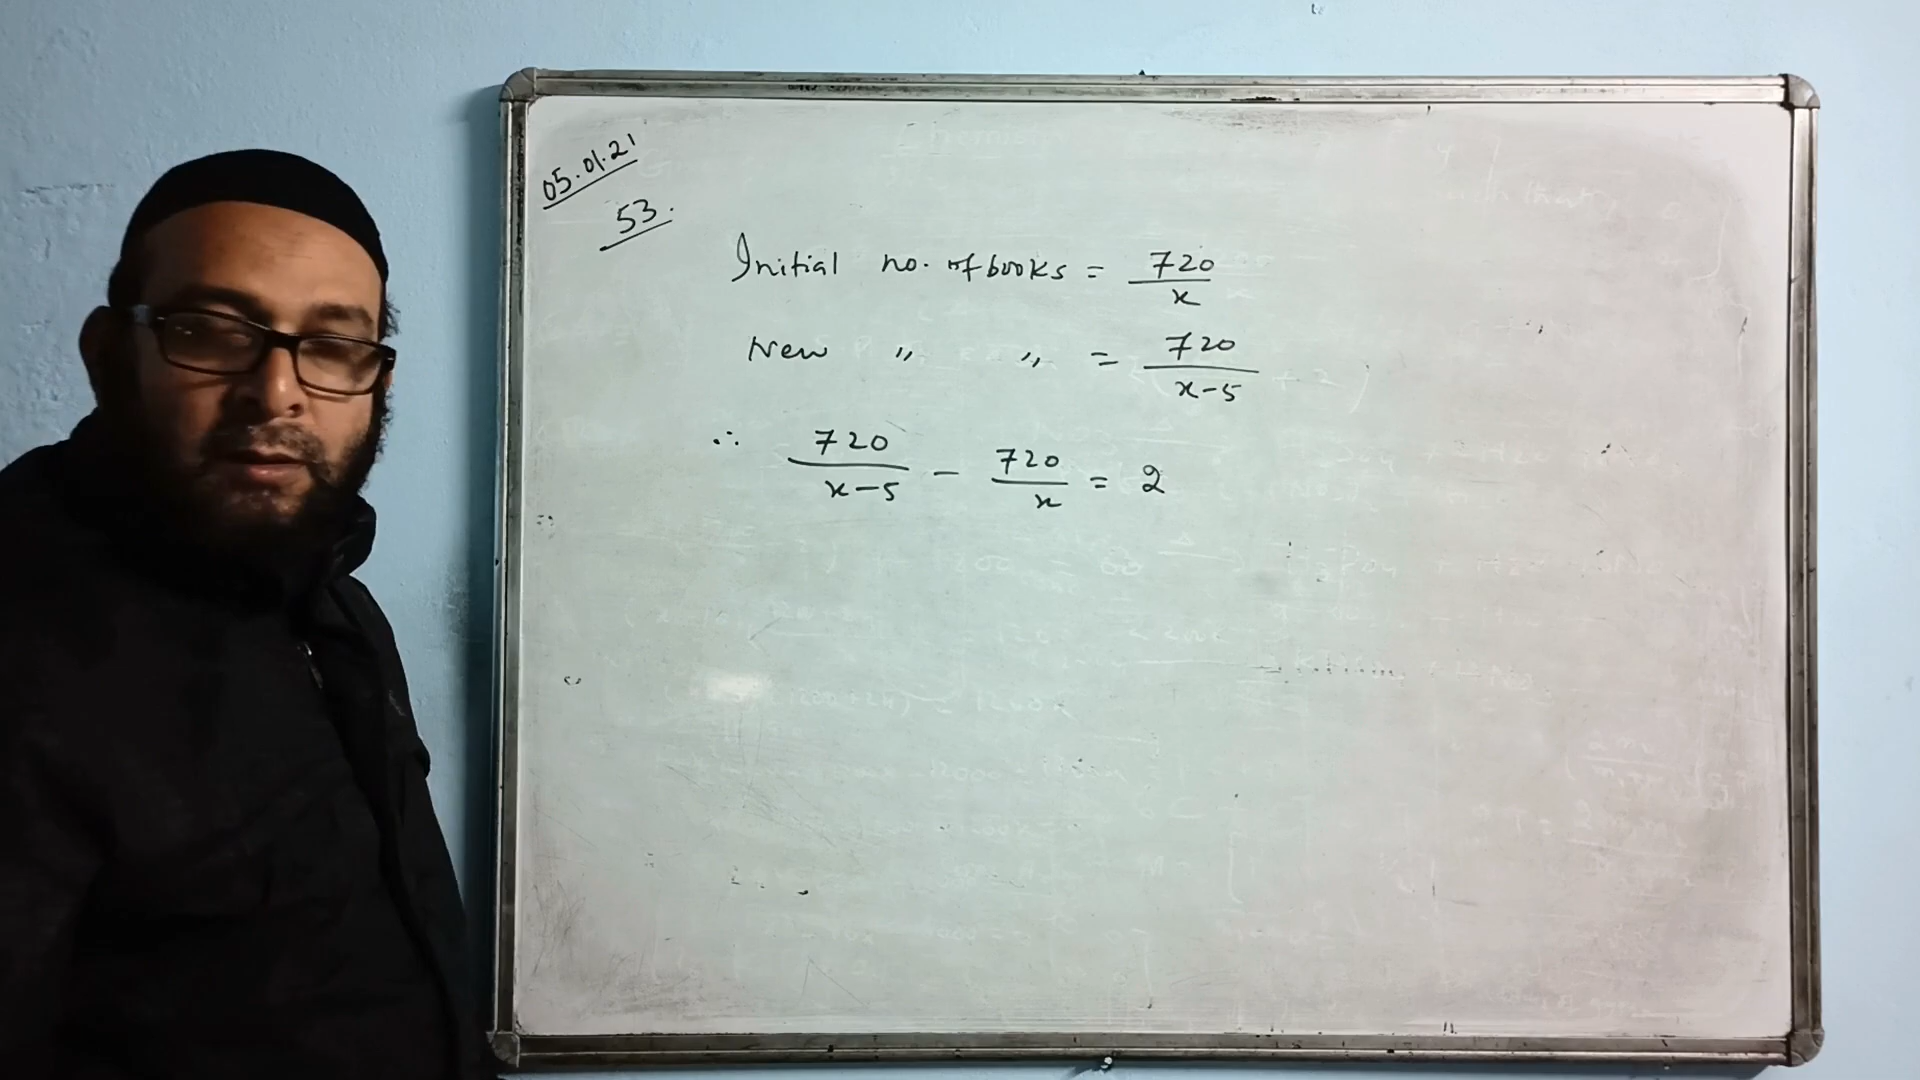 05.01.21
53.
Initial no. of books = 720/x
New " " = 720/x-5
∴ 720/x-5 - 720/x = 2